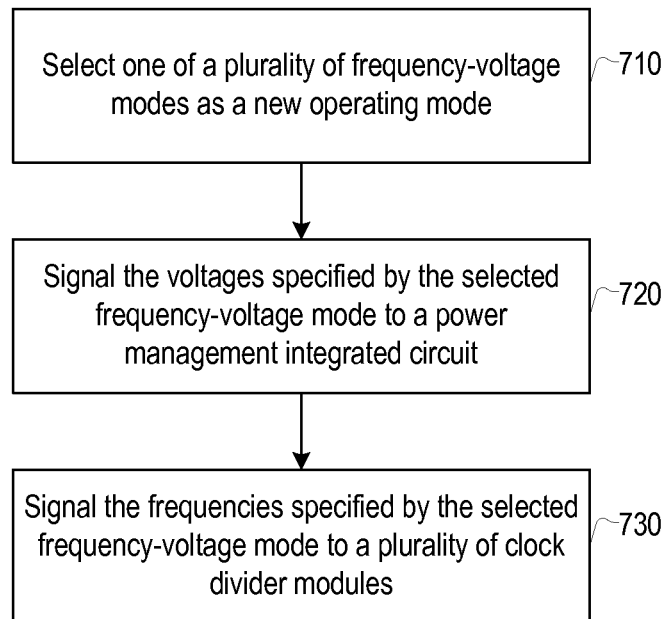 Select one of a plurality of frequency-voltage
modes as a new operating mode
710
Signal the voltages specified by the selected
frequency-voltage mode to a power
management integrated circuit
720
Signal the frequencies specified by the selected
frequency-voltage mode to a plurality of clock
divider modules
730